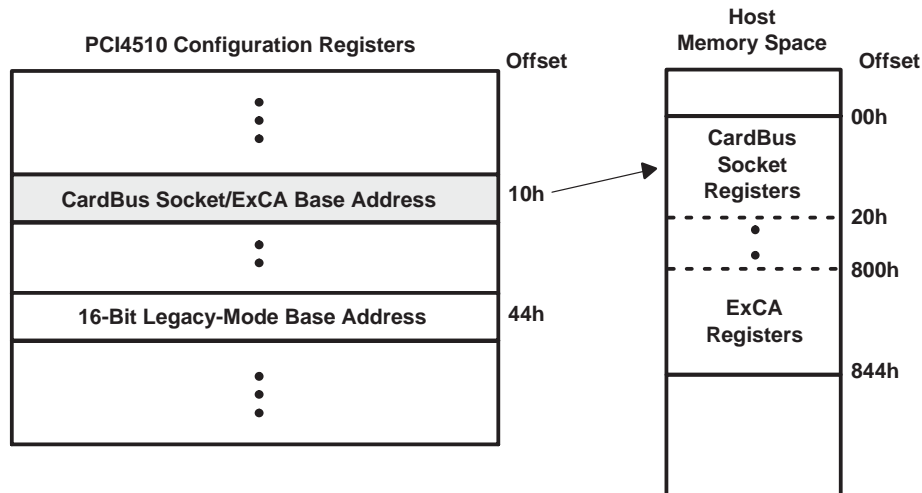 PCI4510 Configuration Registers
Offset
CardBus Socket/ExCA Base Address
10h
16-Bit Legacy-Mode Base Address
44h
Host
Memory Space
Offset
00h
CardBus
Socket
Registers
20h
800h
ExCA
Registers
844h